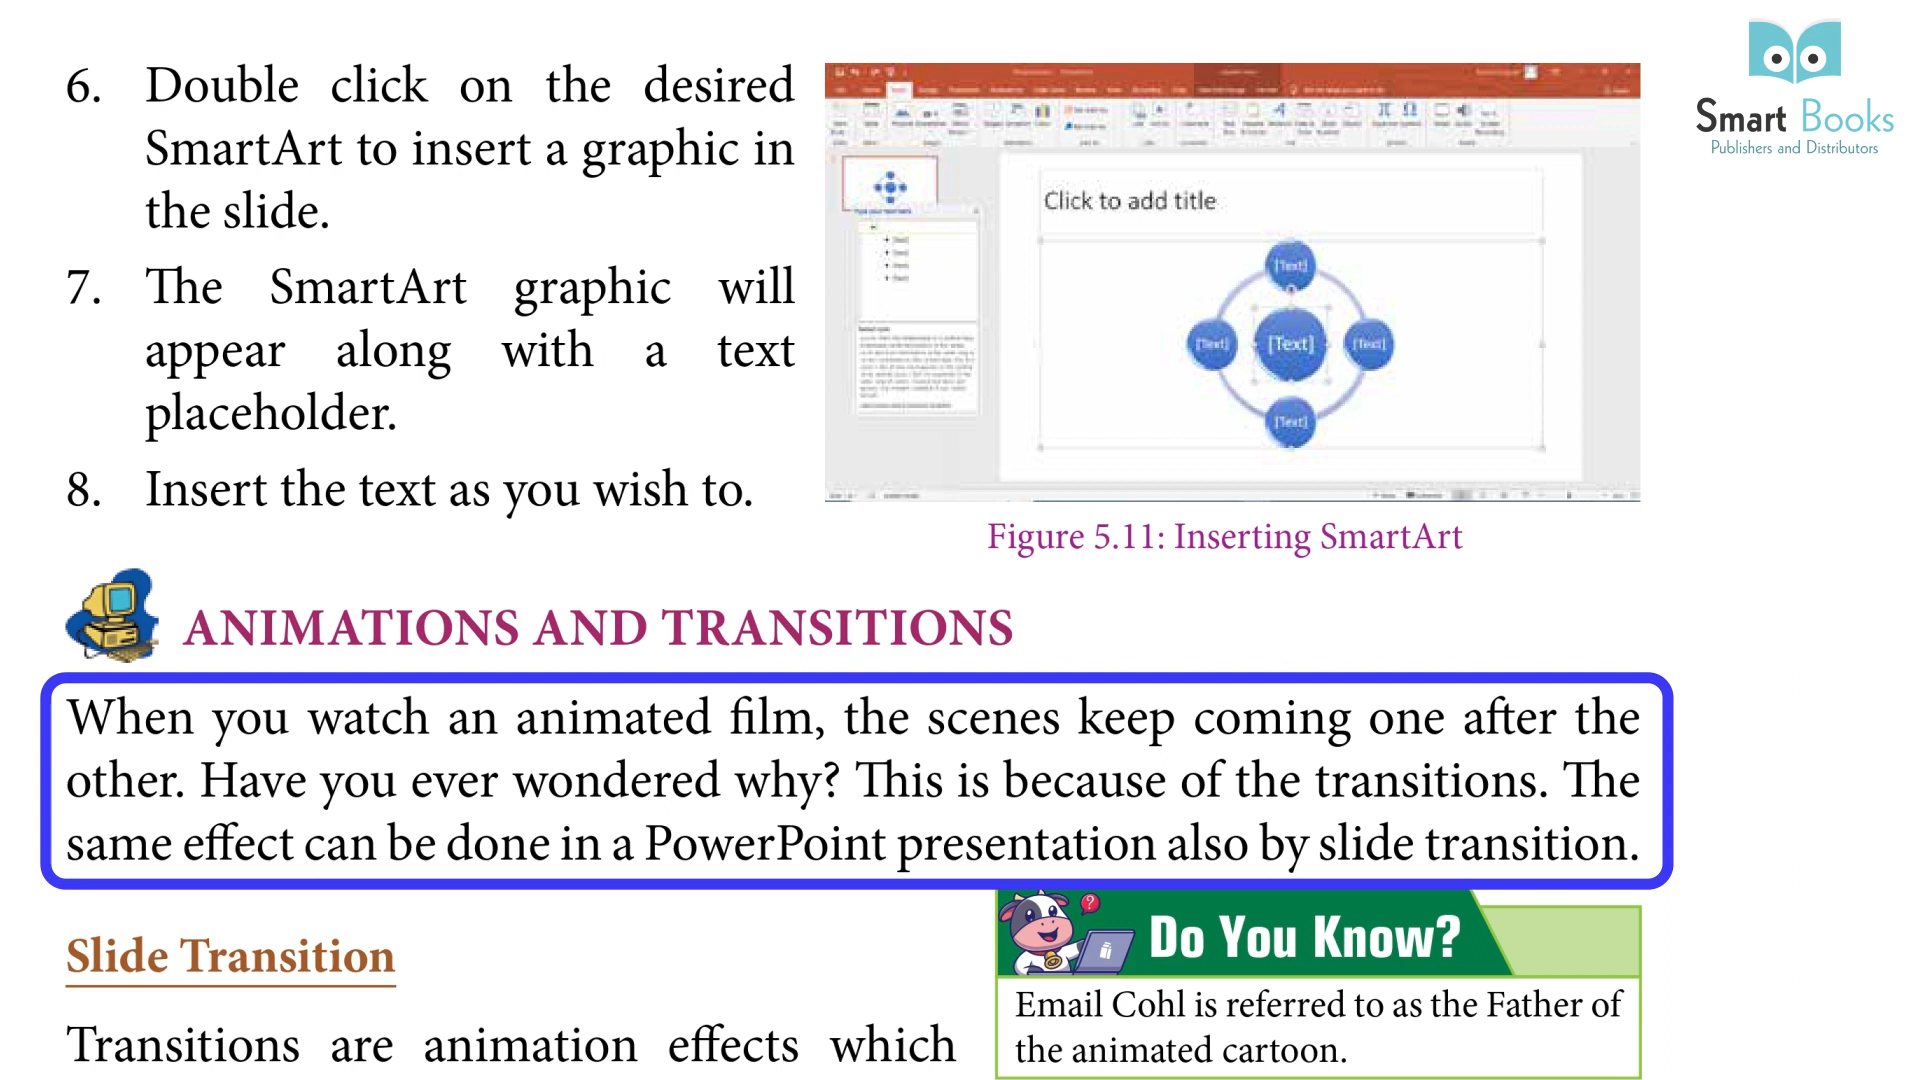 6. Double click on the desired
SmartArt to insert a graphic in
the slide.
7. The SmartArt graphic will
appear along with a text
placeholder.
8. Insert the text as you wish to.
Click to add title
[Text]
[Text]
[Text]
[Text]
[Text]
Figure 5.11: Inserting SmartArt
Smart Books
Publishers and Distributors
ANIMATIONS AND TRANSITIONS
When you watch an animated film, the scenes keep coming one after the
other. Have you ever wondered why? This is because of the transitions. The
same effect can be done in a PowerPoint presentation also by slide transition.
Slide Transition
Transitions are animation effects which
?
Do You Know?
Email Cohl is referred to as the Father of
the animated cartoon.